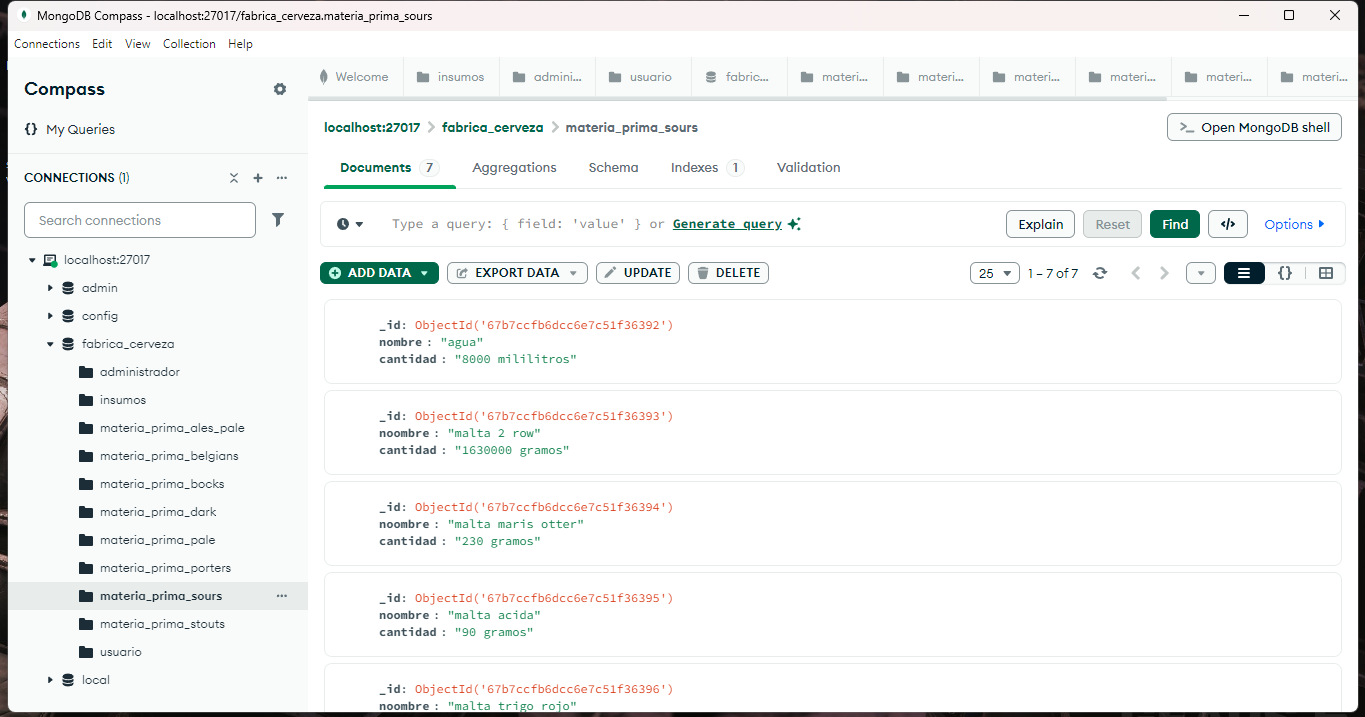 MongoDB Compass - localhost:27017/fabrica_cerveza.materia_prima_sours
Connections Edit View Collection Help
Compass
{} My Queries
CONNECTIONS (1)
Search connections
localhost:27017
admin
config
fabrica_cerveza
administrador
insumos
materia_prima_ales_pale
materia_prima_belgians
materia_prima_bocks
materia_prima_dark
materia_prima_pale
materia_prima_porters
materia_prima_sours
materia_prima_stouts
usuario
local
Welcome insumos admini... usuario fabric... materi... materi... materi... materi... materi... materi...
localhost:27017 > fabrica_cerveza > materia_prima_sours
>_ Open MongoDB shell
Documents 7 Aggregations Schema Indexes 1 Validation
Type a query: { field: 'value' } or Generate query
Explain Reset Find </> Options
ADD DATA EXPORT DATA UPDATE DELETE
25 1 – 7 of 7 {}
_id: ObjectId('67b7ccfb6dcc6e7c51f36392')
nombre : "agua"
cantidad : "8000 mililitros"
_id: ObjectId('67b7ccfb6dcc6e7c51f36393')
noombre : "malta 2 row"
cantidad : "1630000 gramos"
_id: ObjectId('67b7ccfb6dcc6e7c51f36394')
noombre : "malta maris otter"
cantidad : "230 gramos"
_id: ObjectId('67b7ccfb6dcc6e7c51f36395')
noombre : "malta acida"
cantidad : "90 gramos"
_id: ObjectId('67b7ccfb6dcc6e7c51f36396')
noombre : "malta trigo rojo"